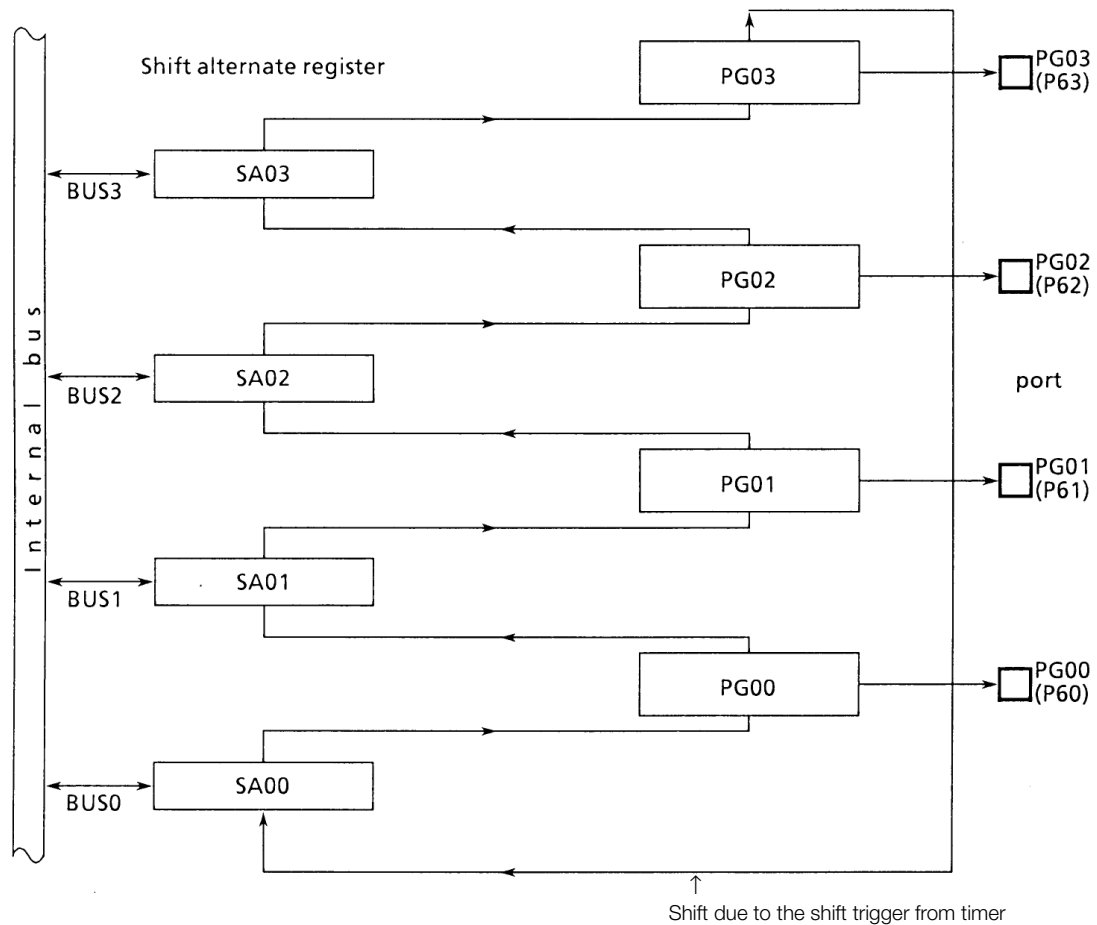 Shift alternate register
PG03
PG03
(P63)
SA03
BUS3
PG02
PG02
(P62)
SA02
BUS2
port
PG01
PG01
(P61)
Internal bus
SA01
BUS1
PG00
PG00
(P60)
SA00
BUS0
Shift due to the shift trigger from timer